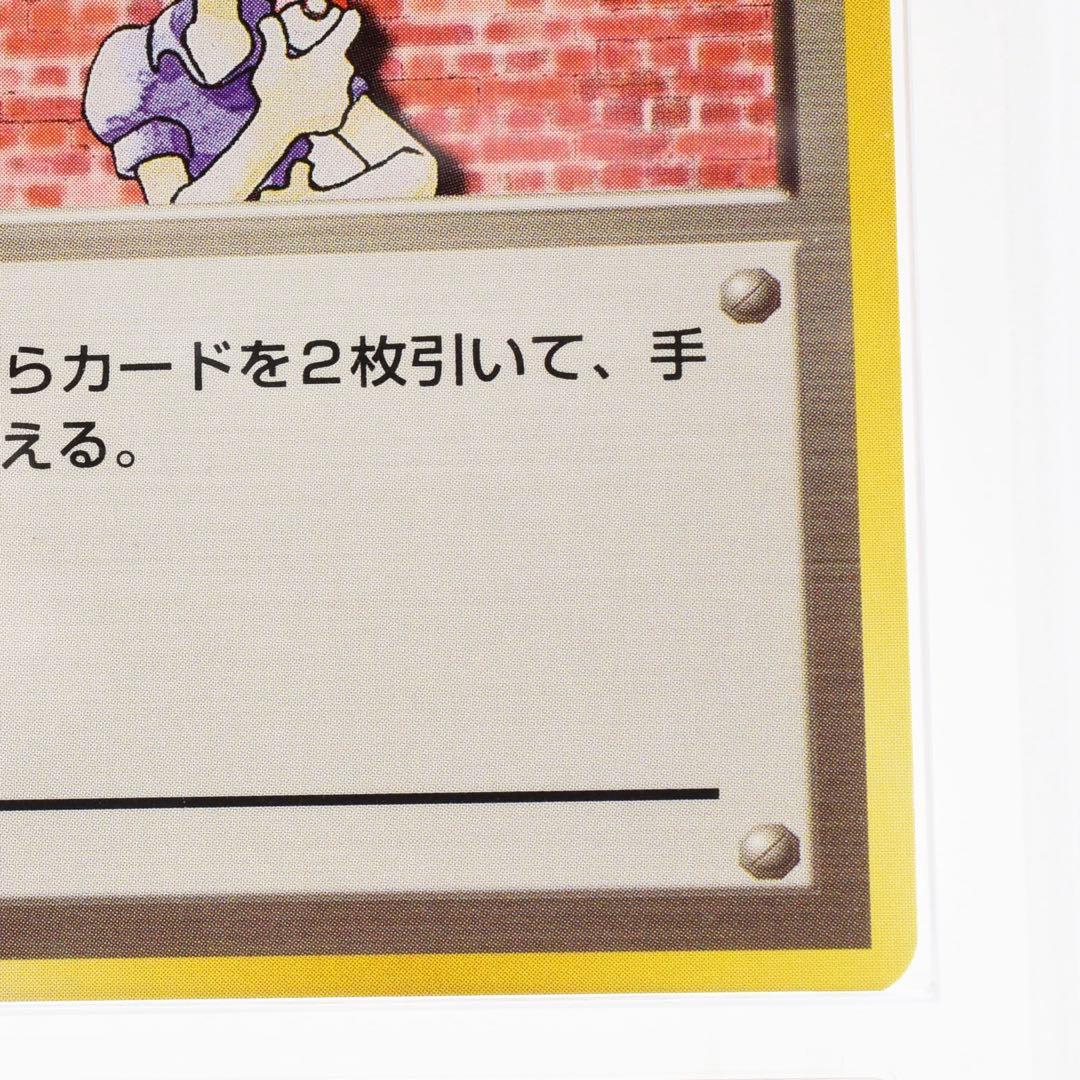 らカードを2枚引いて、手
える。